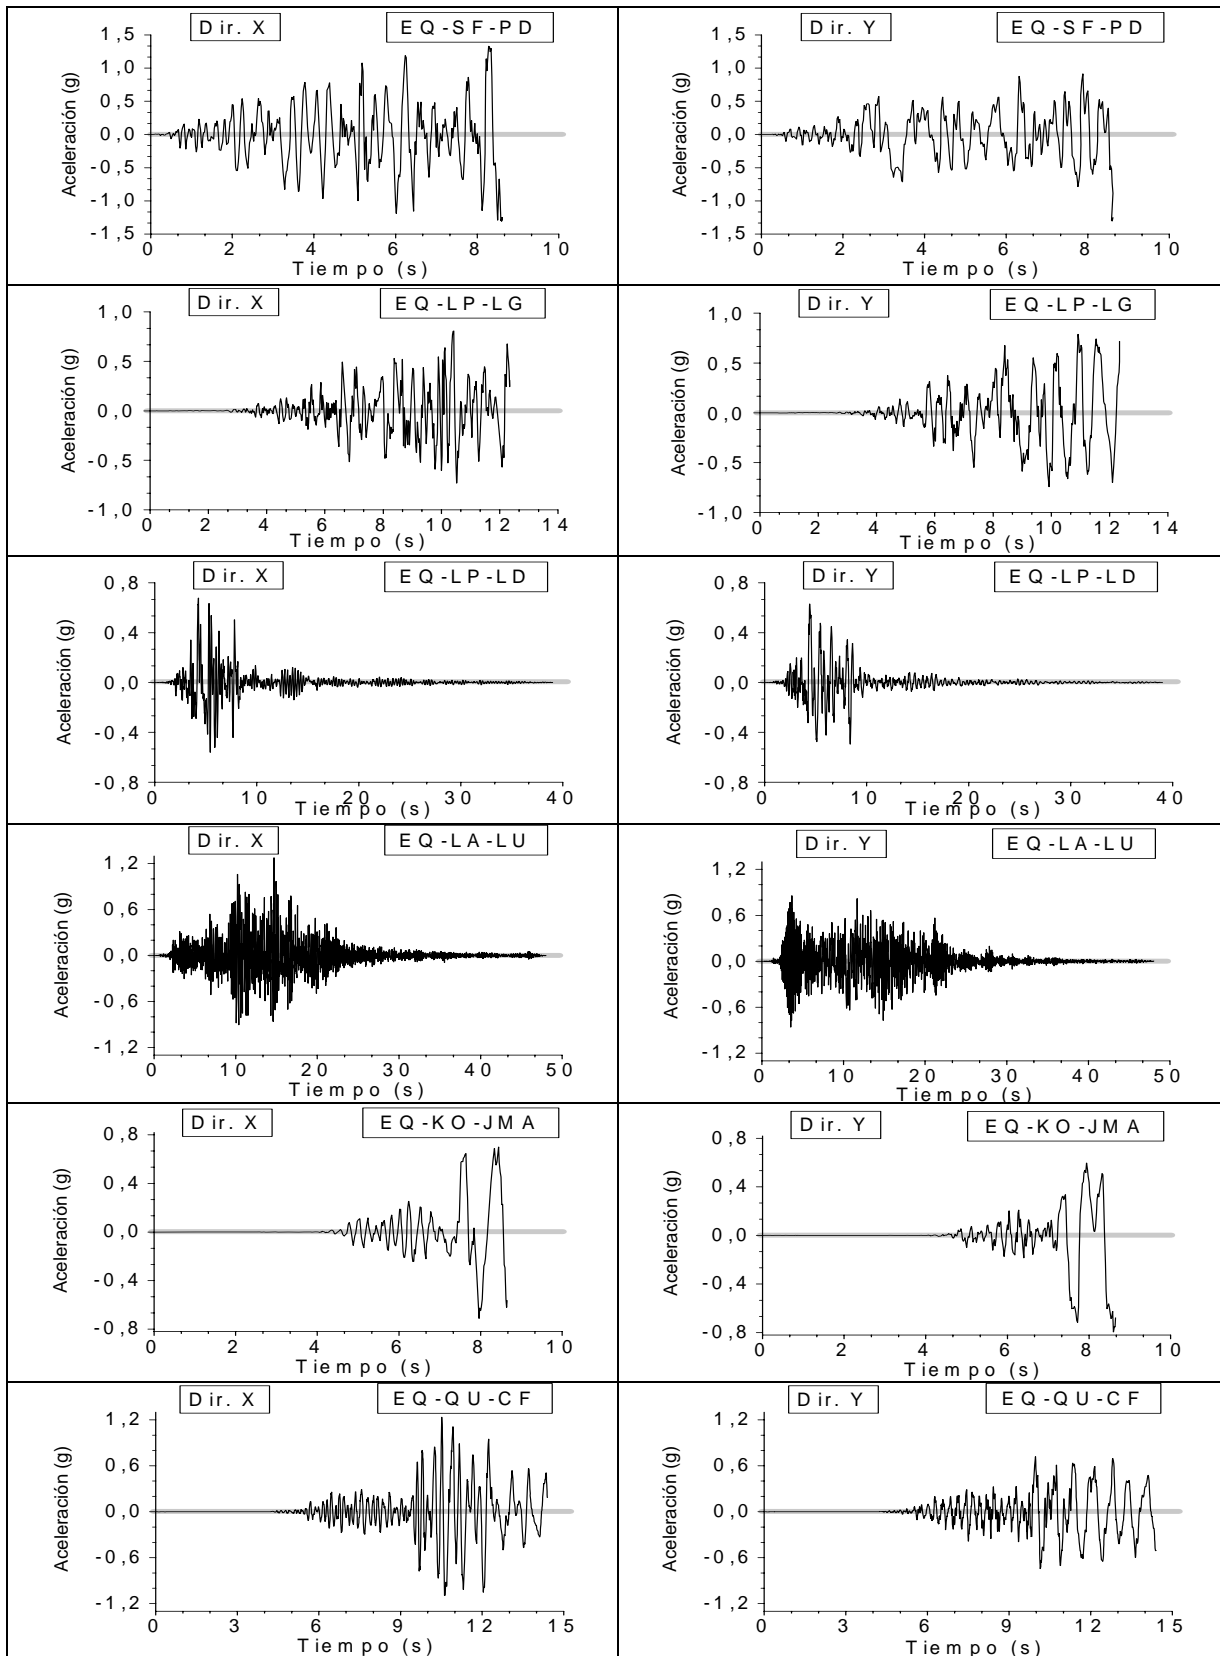 Dir. X
EQ-SF-PD
Aceleración (g)
1,5
1,0
0,5
0,0
-0,5
-1,0
-1,5
0 2 4 6 8 10
Tiempo (s)
Dir. Y
EQ-SF-PD
Aceleración (g)
1,5
1,0
0,5
0,0
-0,5
-1,0
-1,5
0 2 4 6 8 10
Tiempo (s)
Dir. X
EQ-LP-LG
Aceleración (g)
1,0
0,5
0,0
-0,5
-1,0
0 2 4 6 8 10 12 14
Tiempo (s)
Dir. Y
EQ-LP-LG
Aceleración (g)
1,0
0,5
0,0
-0,5
-1,0
0 2 4 6 8 10 12 14
Tiempo (s)
Dir. X
EQ-LP-LD
Aceleración (g)
0,8
0,4
0,0
-0,4
-0,8
0 10 20 30 40
Tiempo (s)
Dir. Y
EQ-LP-LD
Aceleración (g)
0,8
0,4
0,0
-0,4
-0,8
0 10 20 30 40
Tiempo (s)
Dir. X
EQ-LA-LU
Aceleración (g)
1,2
0,6
0,0
-0,6
-1,2
0 10 20 30 40 50
Tiempo (s)
Dir. Y
EQ-LA-LU
Aceleración (g)
1,2
0,6
0,0
-0,6
-1,2
0 10 20 30 40 50
Tiempo (s)
Dir. X
EQ-KO-JMA
Aceleración (g)
0,8
0,4
0,0
-0,4
-0,8
0 2 4 6 8 10
Tiempo (s)
Dir. Y
EQ-KO-JMA
Aceleración (g)
0,8
0,4
0,0
-0,4
-0,8
0 2 4 6 8 10
Tiempo (s)
Dir. X
EQ-QU-CF
Aceleración (g)
1,2
0,6
0,0
-0,6
-1,2
0 3 6 9 12 15
Tiempo (s)
Dir. Y
EQ-QU-CF
Aceleración (g)
1,2
0,6
0,0
-0,6
-1,2
0 3 6 9 12 15
Tiempo (s)